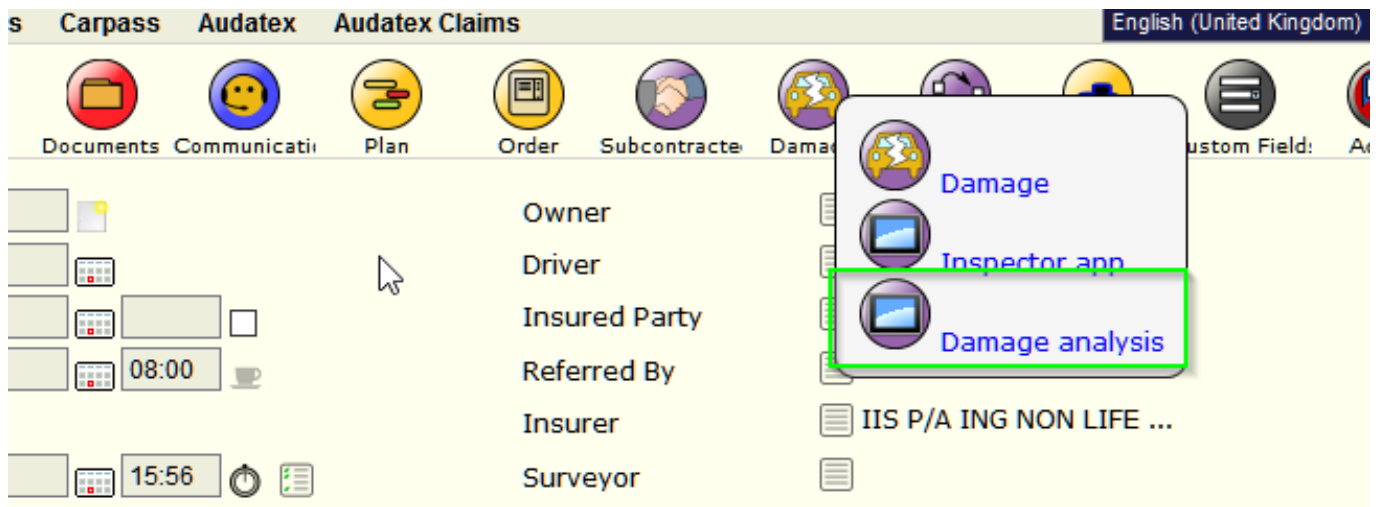 s Carpass Audatex Audatex Claims English (United Kingdom)
Documents Communicati Plan Order Subcontracte Damag ustom Field: A
Damage
Inspector app
Damage analysis
Owner
Driver
Insured Party
08:00 Referred By
Insurer IIS P/A ING NON LIFE ...
15:56 Surveyor